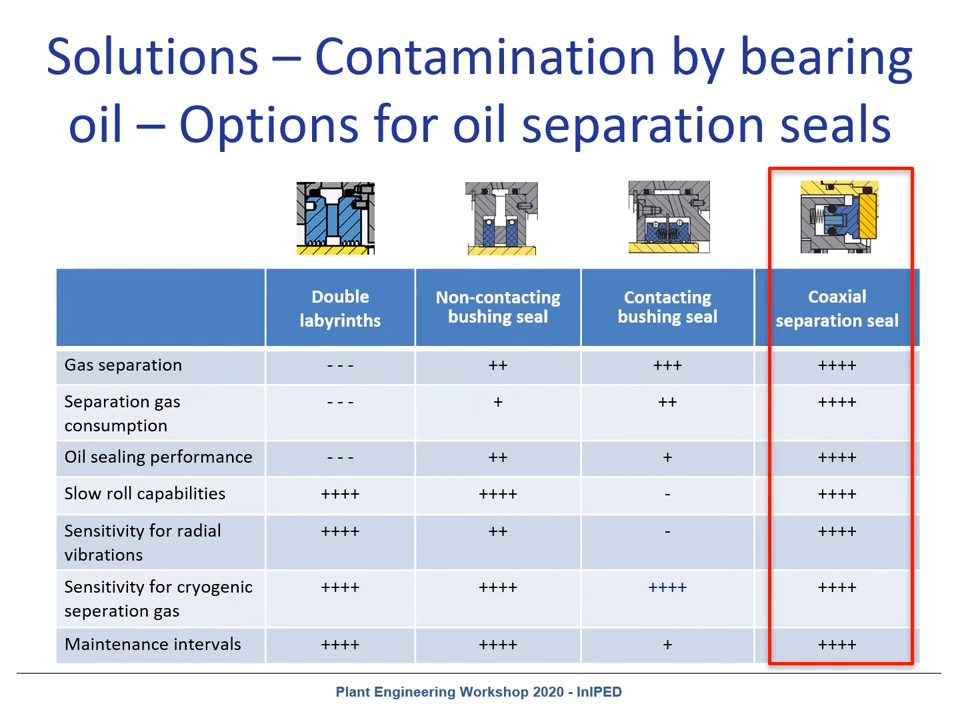 Solutions – Contamination by bearing
oil – Options for oil separation seals
Double
labyrinths
Non-contacting
bushing seal
Contacting
bushing seal
Coaxial
separation seal
Gas separation - - - ++ +++ ++++
Separation gas
consumption - - - + ++ ++++
Oil sealing performance - - - ++ + ++++
Slow roll capabilities ++++ ++++ - ++++
Sensitivity for radial
vibrations ++++ ++ - ++++
Sensitivity for cryogenic
seperation gas ++++ ++++ ++++ ++++
Maintenance intervals ++++ ++++ + ++++
Plant Engineering Workshop 2020 - InIPED